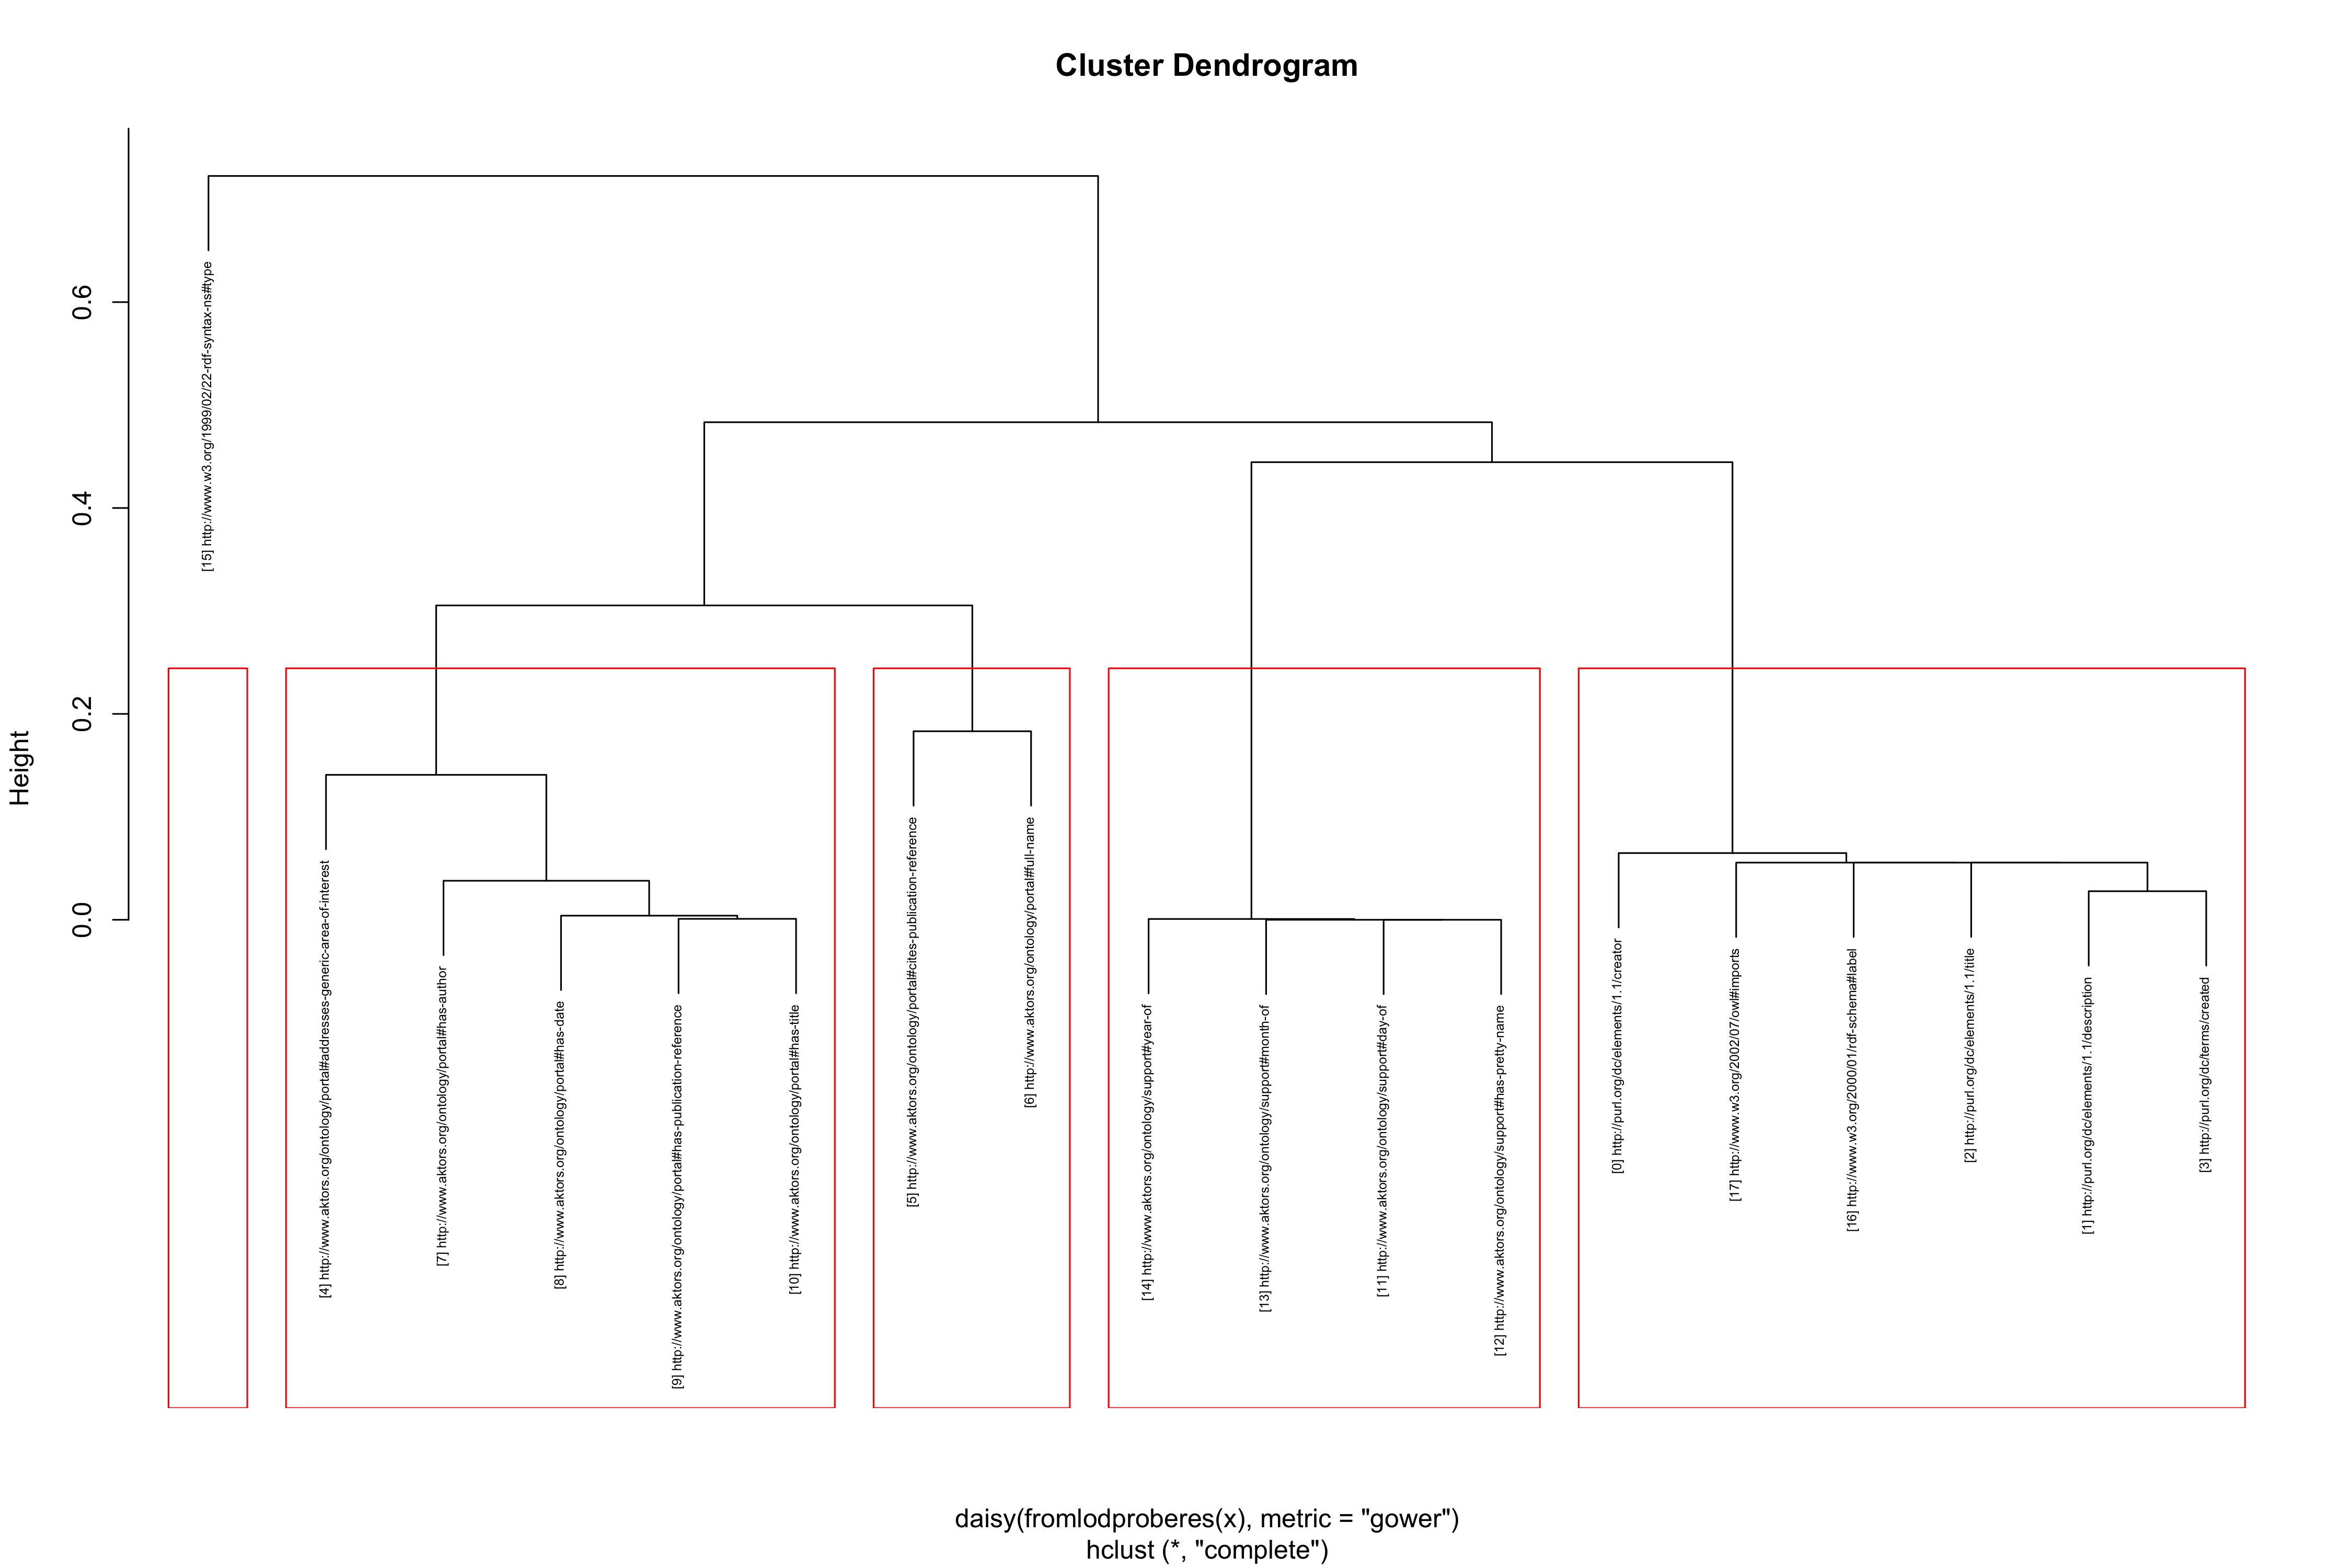 Cluster Dendrogram
Height
0.0
0.2
0.4
0.6
[15] http://www.w3.org/1999/02/22-rdf-syntax-ns#type
[4] http://www.aktors.org/ontology/portal#addresses-generic-area-of-interest
[7] http://www.aktors.org/ontology/portal#has-author
[8] http://www.aktors.org/ontology/portal#has-date
[9] http://www.aktors.org/ontology/portal#has-publication-reference
[10] http://www.aktors.org/ontology/portal#has-title
[5] http://www.aktors.org/ontology/portal#cites-publication-reference
[6] http://www.aktors.org/ontology/portal#full-name
[14] http://www.aktors.org/ontology/support#year-of
[13] http://www.aktors.org/ontology/support#month-of
[11] http://www.aktors.org/ontology/support#day-of
[12] http://www.aktors.org/ontology/support#has-pretty-name
[0] http://purl.org/dc/elements/1.1/creator
[17] http://www.w3.org/2002/07/owl#imports
[16] http://www.w3.org/2000/01/rdf-schema#label
[2] http://purl.org/dc/elements/1.1/title
[1] http://purl.org/dc/elements/1.1/description
[3] http://purl.org/dc/terms/created
daisy(fromlodproberes(x), metric = "gower")
hclust (*, "complete")